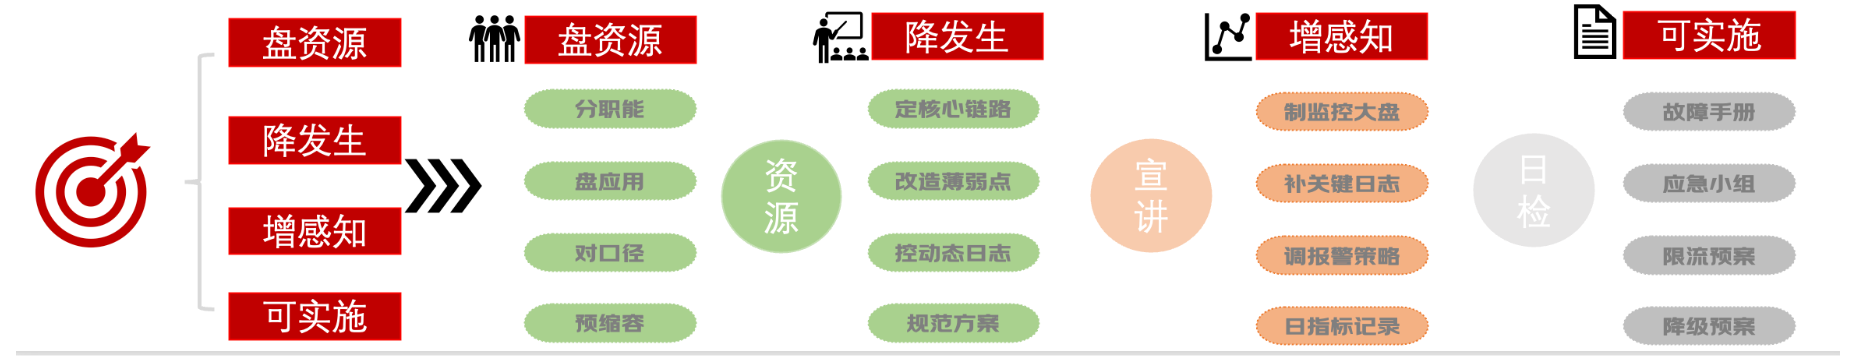 盘资源
降发生
增感知
可实施
盘资源
分职能
盘应用
对口径
预缩容
资源
降发生
定核心链路
改造薄弱点
控动态日志
规范方案
宣讲
增感知
制监控大盘
补关键日志
调报警策略
日指标记录
日检
可实施
故障手册
应急小组
限流预案
降级预案